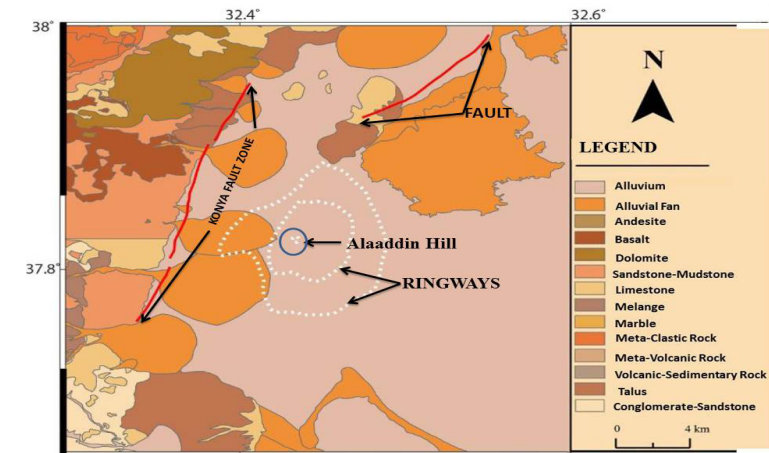 32.4
32.6
38°
37.8
FAULT
KONYA FAULT ZONE
Alaaddin Hill
RINGWAYS
N
LEGEND
Alluvium
Alluvial Fan
Andesite
Basalt
Dolomite
Sandstone-Mudstone
Limestone
Melange
Marble
Meta-Clastic Rock
Meta-Volcanic Rock
Volcanic-Sedimentary Rock
Talus
Conglomerate-Sandstone
0 4 km